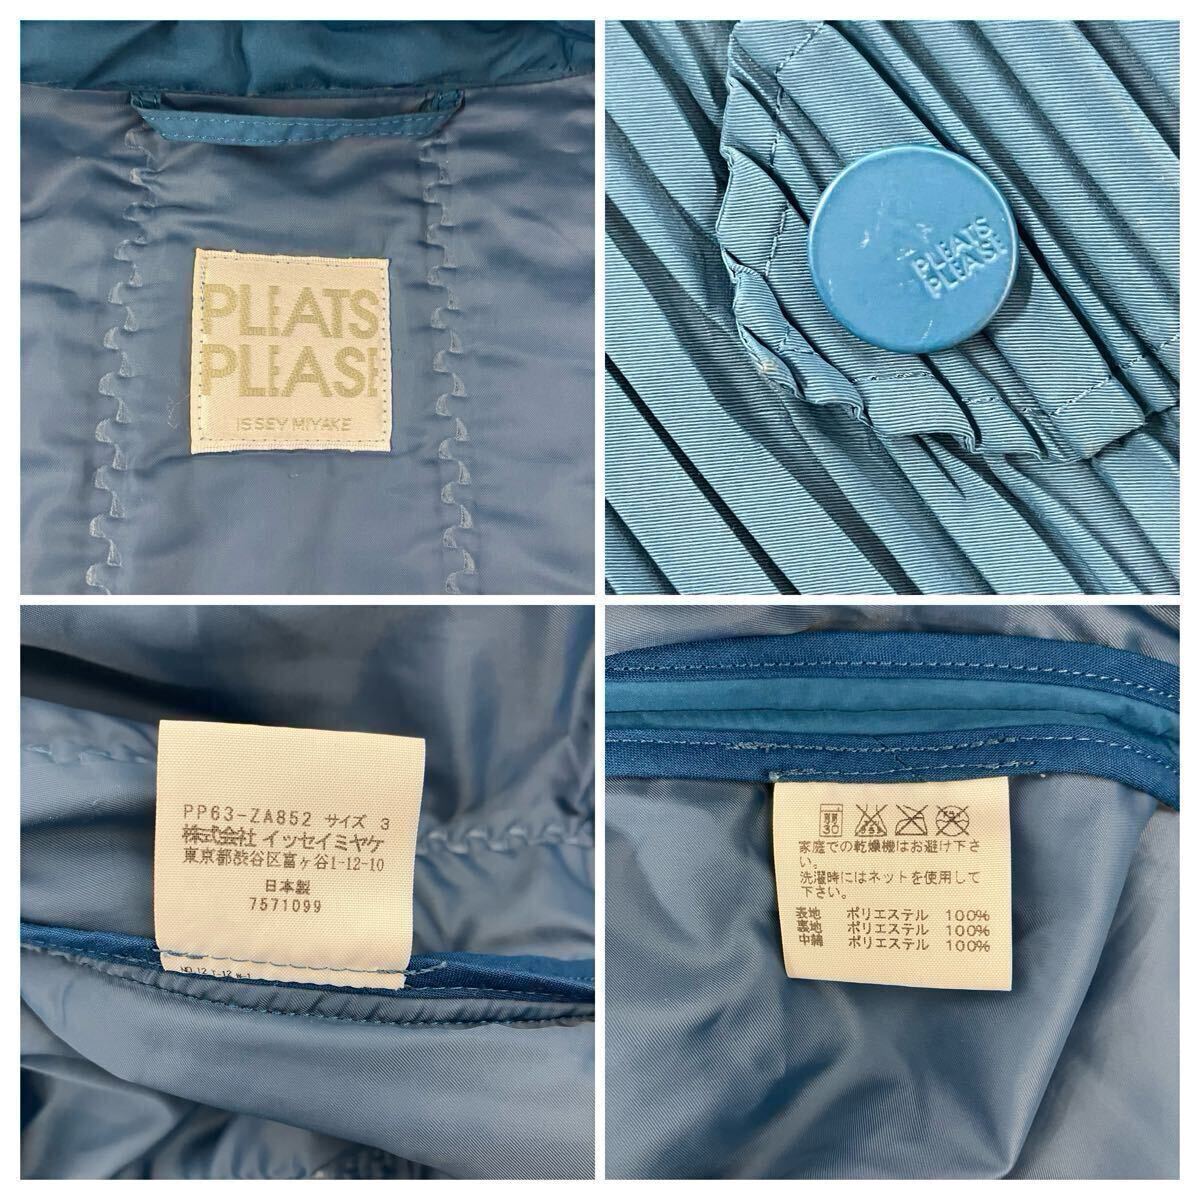 PLEATS
PLEASE
ISSEY MIYAKE
PLEATS
PLEASE
PP63-ZA852 サイズ 3
株式会社 イッセイミヤケ
東京都渋谷区富ヶ谷1-12-10
日本製
7571099
家庭での乾燥機はお避け下さ
い。
洗濯時にはネットを使用して
下さい。
表地 ポリエステル 100%
裏地 ポリエステル 100%
中綿 ポリエステル 100%